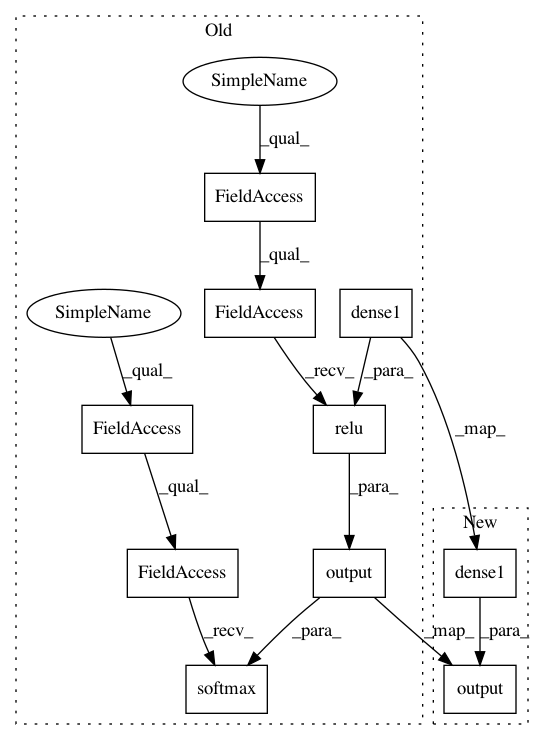 Old
SimpleName
_qual_
FieldAccess
_qual_
SimpleName
FieldAccess
dense1
_qual_
_recv_
_para_
FieldAccess
relu
_map_
_qual_
_para_
New
FieldAccess
output
dense1
_recv_
_para_
_map_
_para_
softmax
output